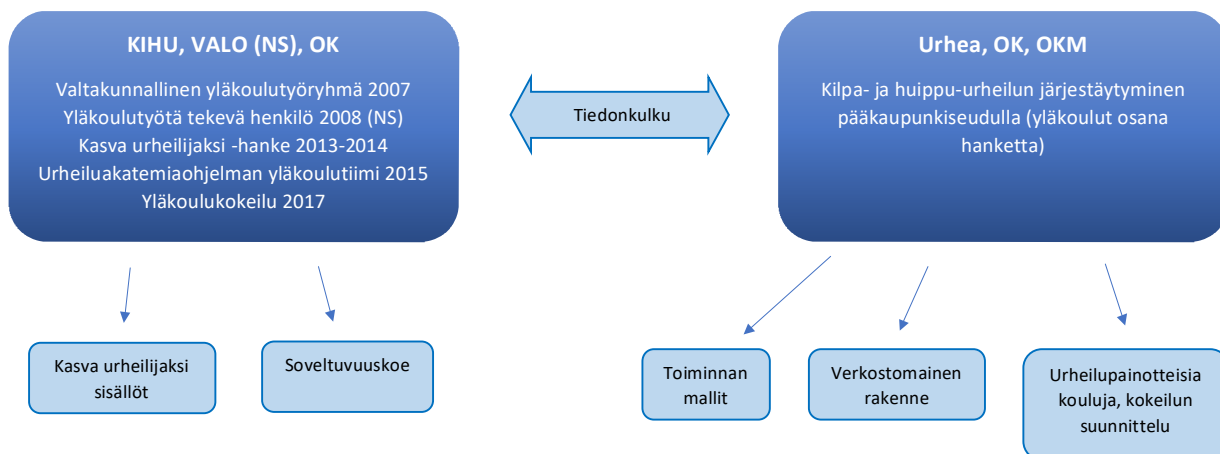 KIHU, VALO (NS), OK
Valtakunnallinen yläkoulutyöryhmä 2007
Yläkoulutyötä tekevä henkilö 2008 (NS)
Kasva urheilijaksi -hanke 2013-2014
Urheiluakatemiaohjelman yläkoulutiimi 2015
Yläkoulukokeilu 2017
Tiedonkulku
Urhea, OK, OKM
Kilpa- ja huippu-urheilun järjestäytyminen
pääkaupunkiseudulla (yläkoulut osana
hanketta)
Kasva urheilijaksi
sisällöt
Soveltuvuuskoe
Toiminnan
mallit
Verkostomainen
rakenne
Urheilupainotteisia
kouluja, kokeilun
suunnittelu